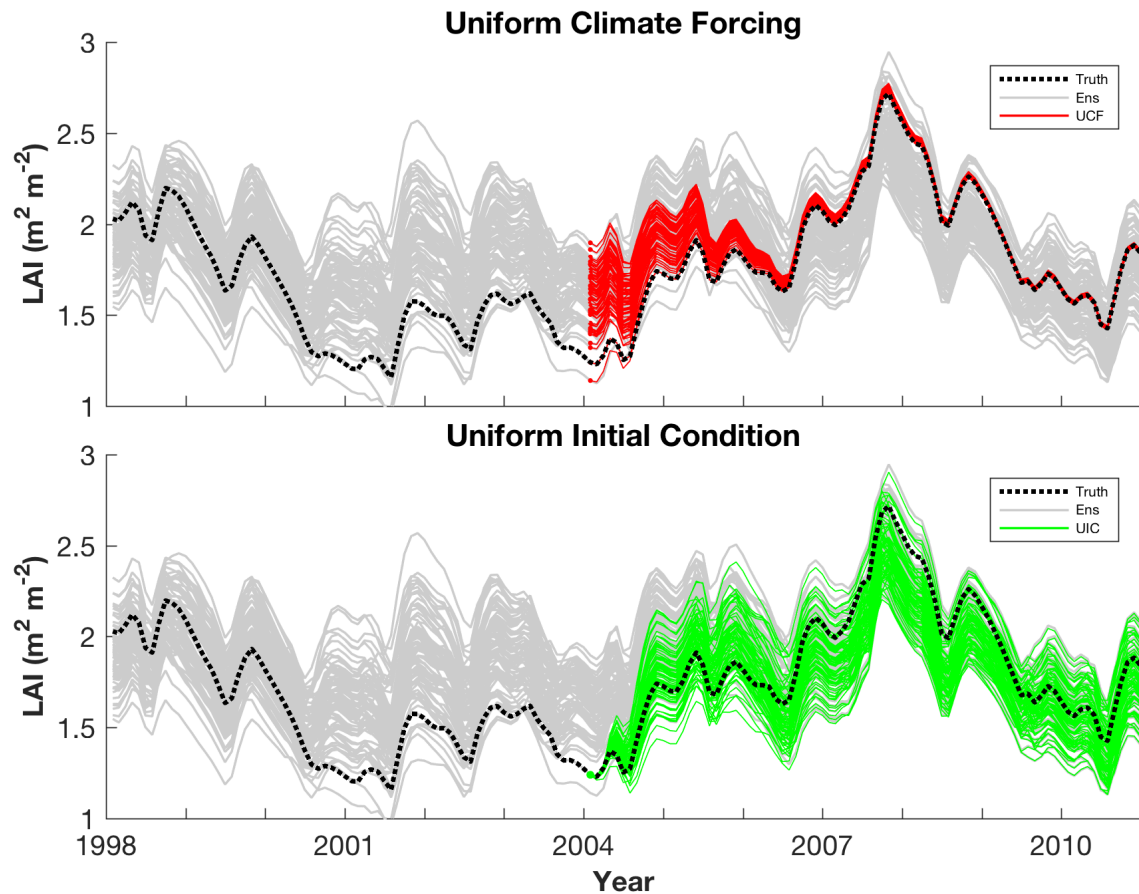 Uniform Climate Forcing
3
2.5
2
1.5
1
LAI (m² m⁻²)
Truth
Ens
UCF
Uniform Initial Condition
3
2.5
2
1.5
1
LAI (m² m⁻²)
Truth
Ens
UIC
1998 2001 2004 2007 2010
Year